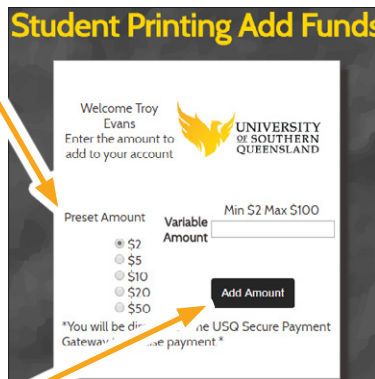 Student Printing Add Funds
Welcome Troy
Evans
Enter the amount to
add to your account
UNIVERSITY
OF SOUTHERN
QUEENSLAND
Preset Amount
Variable
Amount
Min $2 Max $100
$2
$5
$10
$20
$50
Add Amount
*You will be the USQ Secure Payment
Gateway payment.*